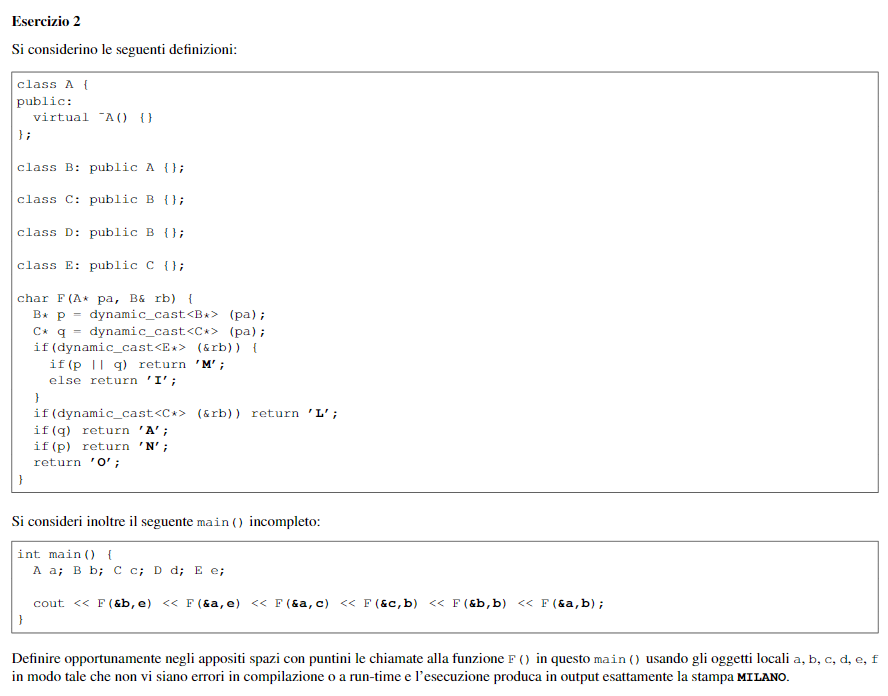 Esercizio 2
Si considerino le seguenti definizioni:
class A {
public:
virtual ~A() {}
};
class B: public A {};
class C: public B {};
class D: public B {};
class E: public C {};
char F(A* pa, B& rb) {
B* p = dynamic_cast<B*> (pa);
C* q = dynamic_cast<C*> (pa);
if(dynamic_cast<E*> (&rb)) {
if(p || q) return ’M’;
else return ’I’;
}
if(dynamic_cast<C*> (&rb)) return ’L’;
if(q) return ’A’;
if(p) return ’N’;
return ’O’;
}
Si consideri inoltre il seguente main() incompleto:
int main() {
A a; B b; C c; D d; E e;
cout << F(&b,e) << F(&a,e) << F(&a,c) << F(&c,b) << F(&b,b) << F(&a,b);
}
Definire opportunamente negli appositi spazi con puntini le chiamate alla funzione F() in questo main() usando gli oggetti locali a, b, c, d, e, f
in modo tale che non vi siano errori in compilazione o a run-time e l’esecuzione produca in output esattamente la stampa MILANO.